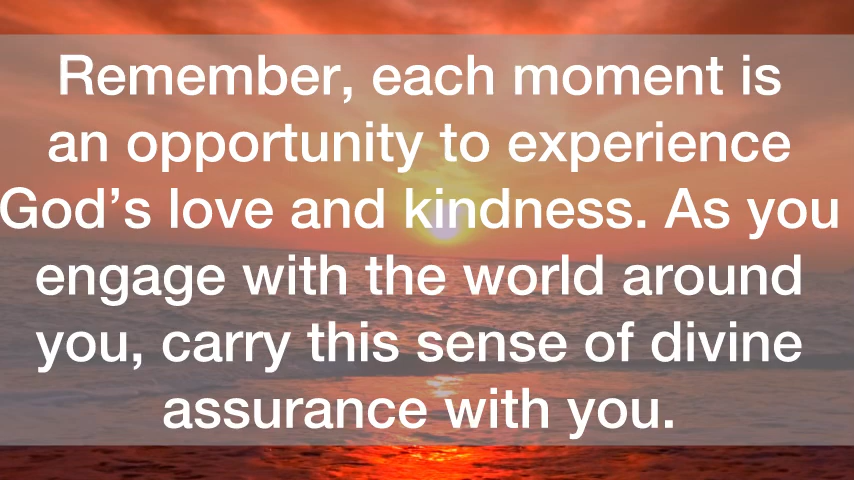 Remember, each moment is
an opportunity to experience
God’s love and kindness. As you
engage with the world around
you, carry this sense of divine
assurance with you.